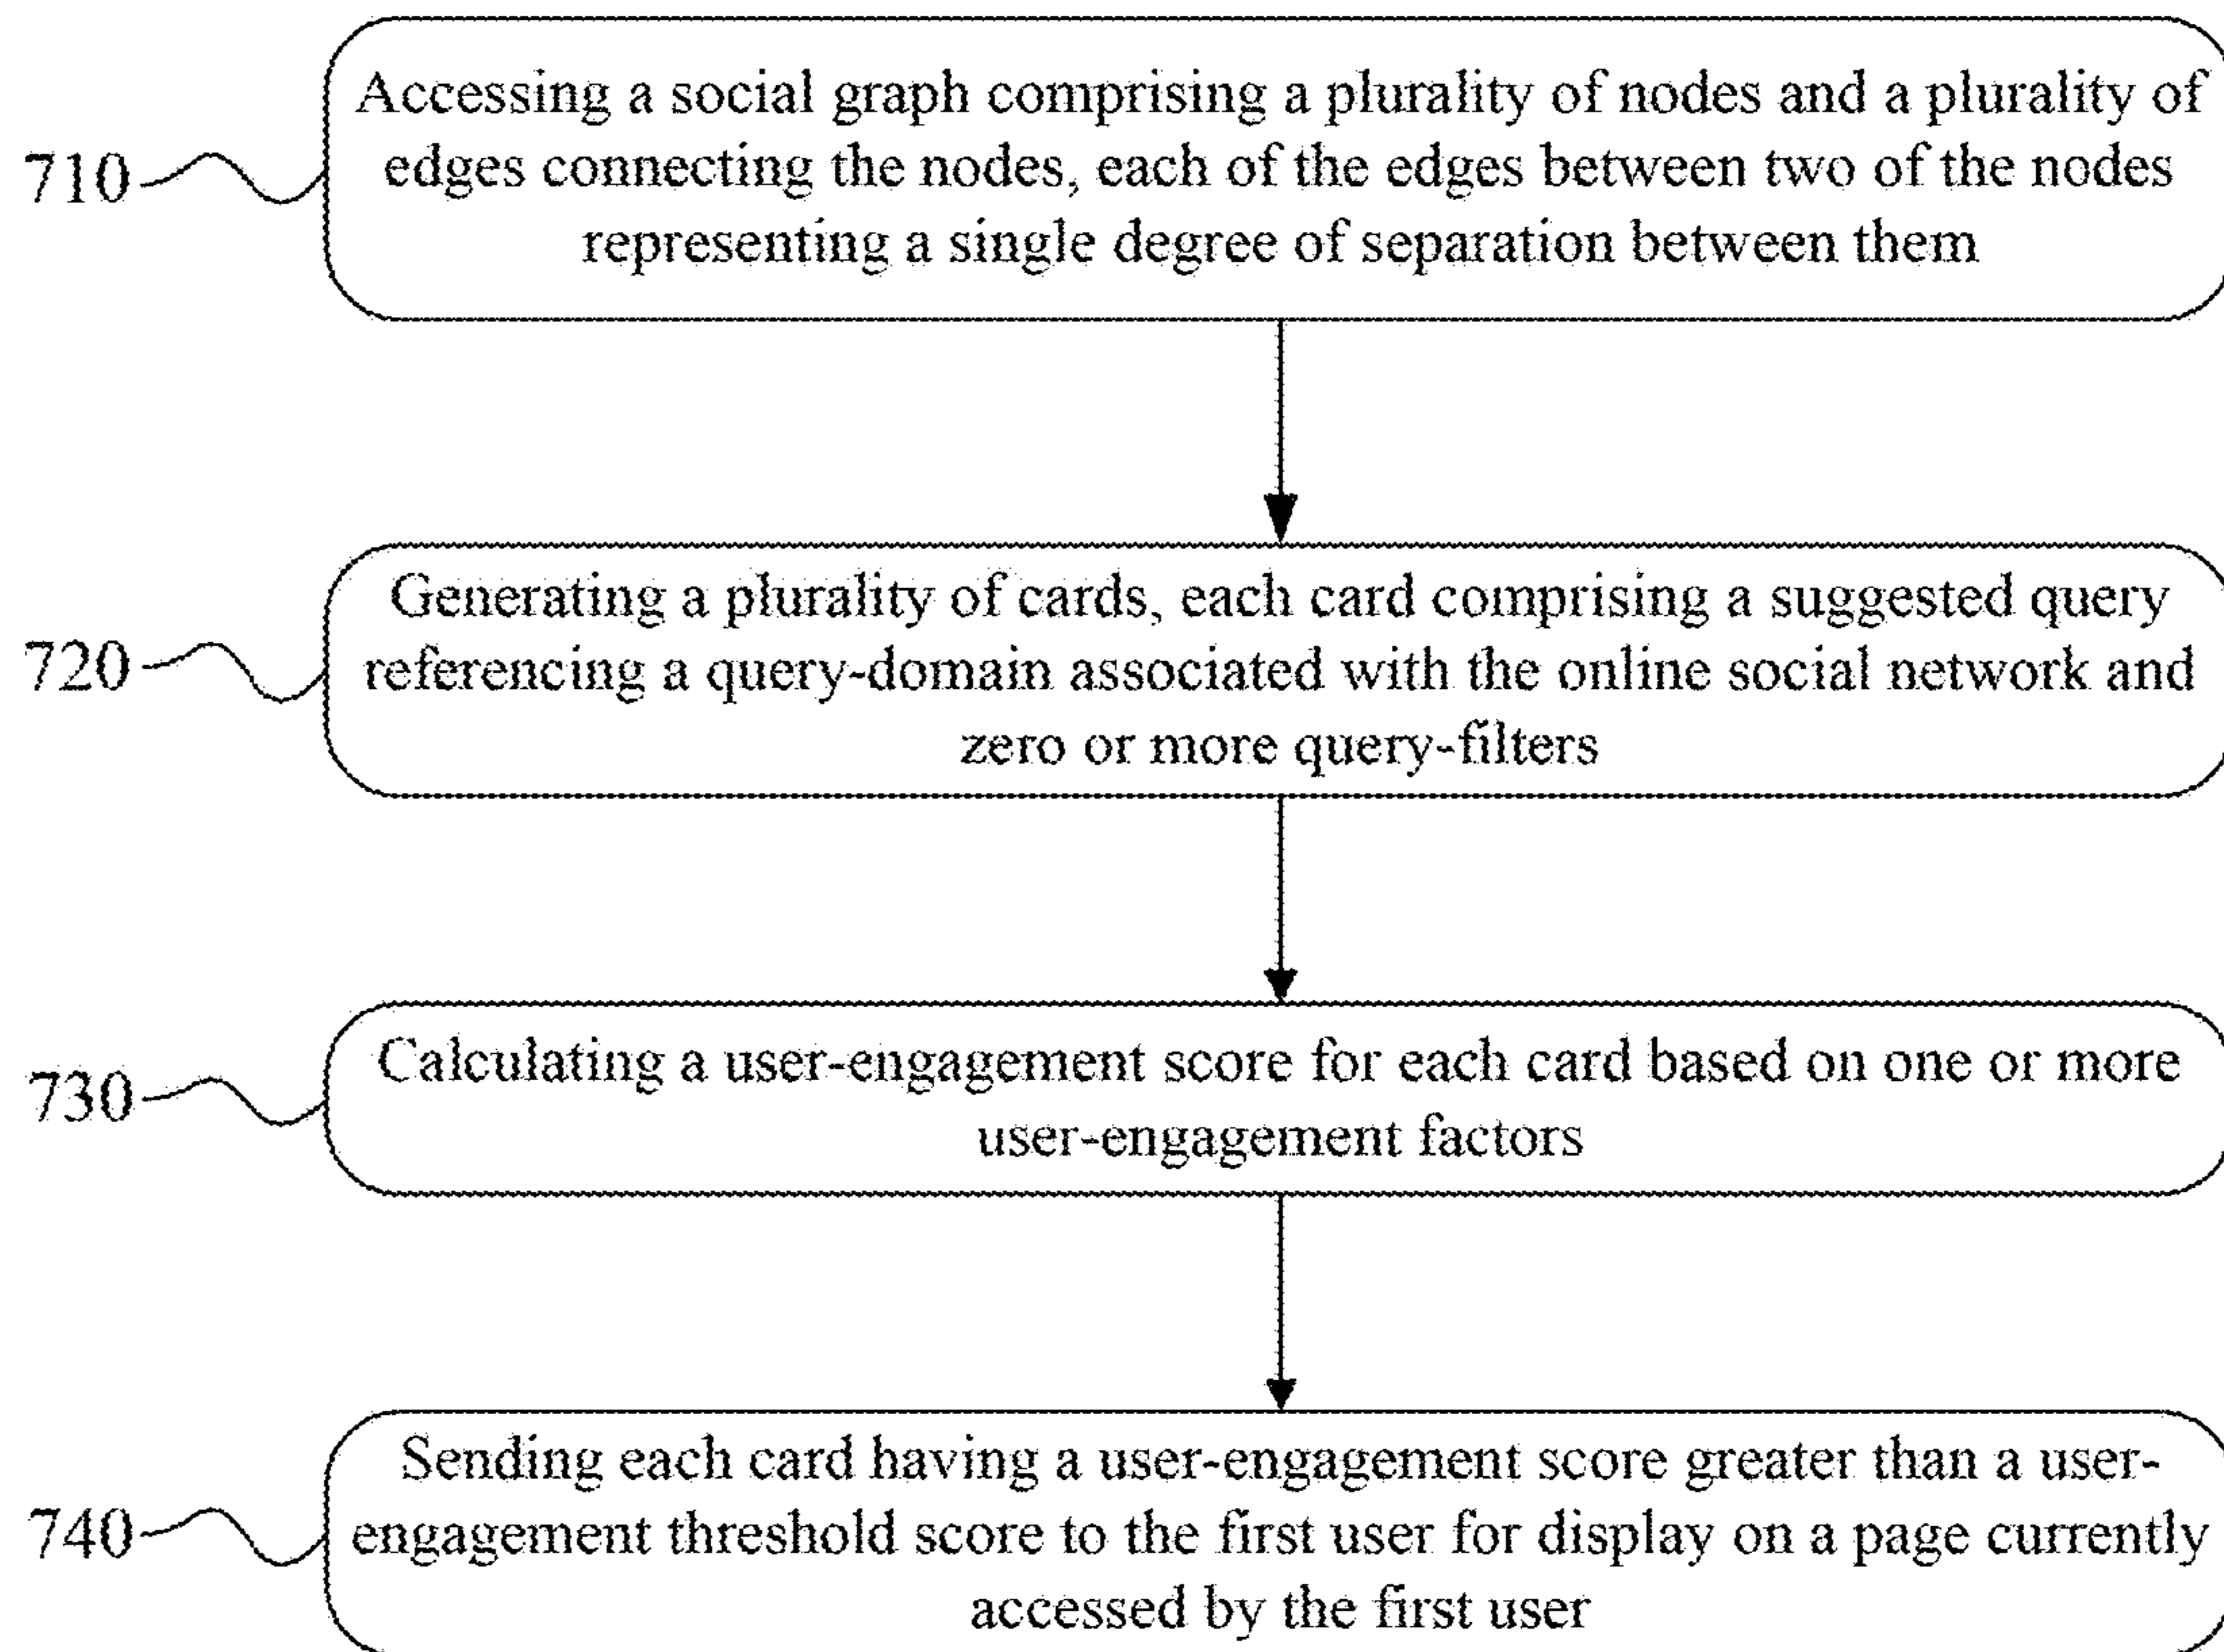 710
Accessing a social graph comprising a plurality of nodes and a plurality of
edges connecting the nodes, each of the edges between two of the nodes
representing a single degree of separation between them
720
Generating a plurality of cards, each card comprising a suggested query
referencing a query-domain associated with the online social network and
zero or more query-filters
730
Calculating a user-engagement score for each card based on one or more
user-engagement factors
740
Sending each card having a user-engagement score greater than a user-
engagement threshold score to the first user for display on a page currently
accessed by the first user